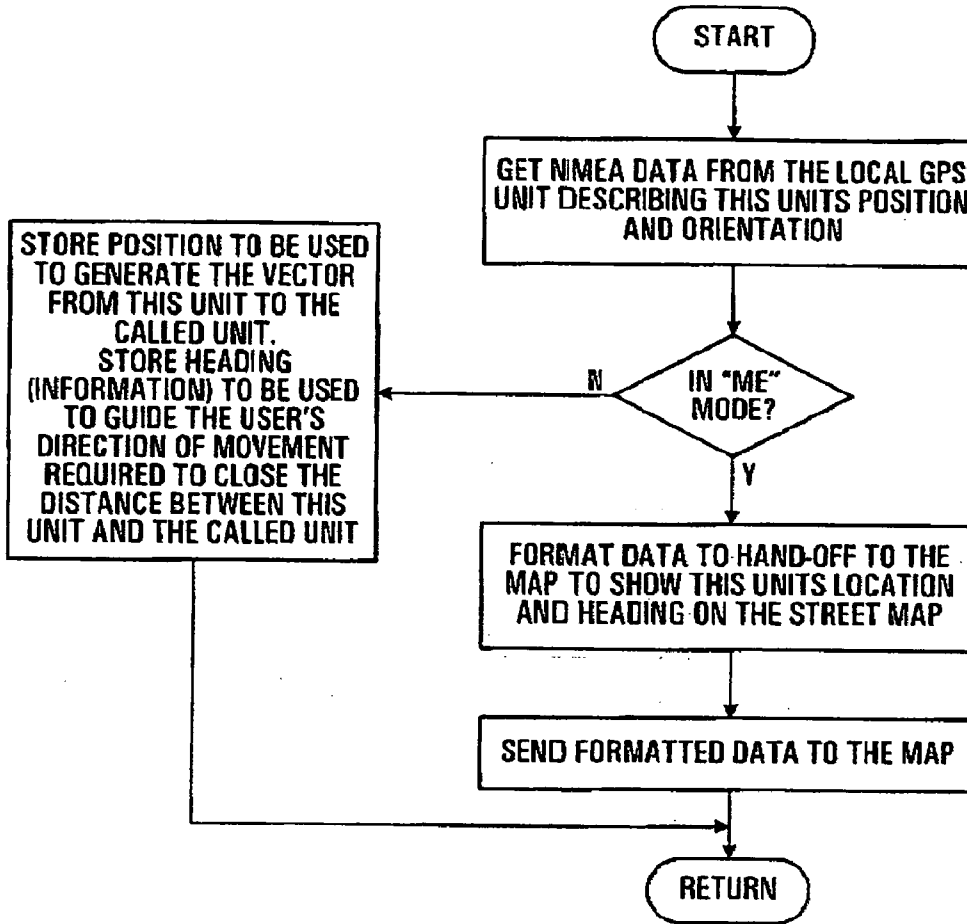 START
GET NIMEA DATA FROM THE LOCAL GPS
UNIT DESCRIBING THIS UNITS POSITION
AND ORIENTATION
IN "ME"
MODE?
N
STORE POSITION TO BE USED
TO GENERATE THE VECTOR
FROM THIS UNIT TO THE
CALLED UNIT.
STORE HEADING
(INFORMATION) TO BE USED
TO GUIDE THE USER'S
DIRECTION OF MOVEMENT
REQUIRED TO CLOSE THE
DISTANCE BETWEEN THIS
UNIT AND THE CALLED UNIT
Y
FORMAT DATA TO HAND-OFF TO THE
MAP TO SHOW THIS UNITS LOCATION
AND HEADING ON THE STREET MAP
SEND FORMATTED DATA TO THE MAP
RETURN